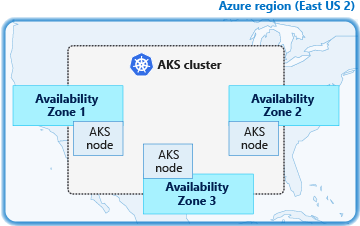 Azure region (East US 2)
AKS cluster
Availability
Zone 1
Availability
Zone 2
AKS
node
AKS
node
AKS
node
Availability
Zone 3